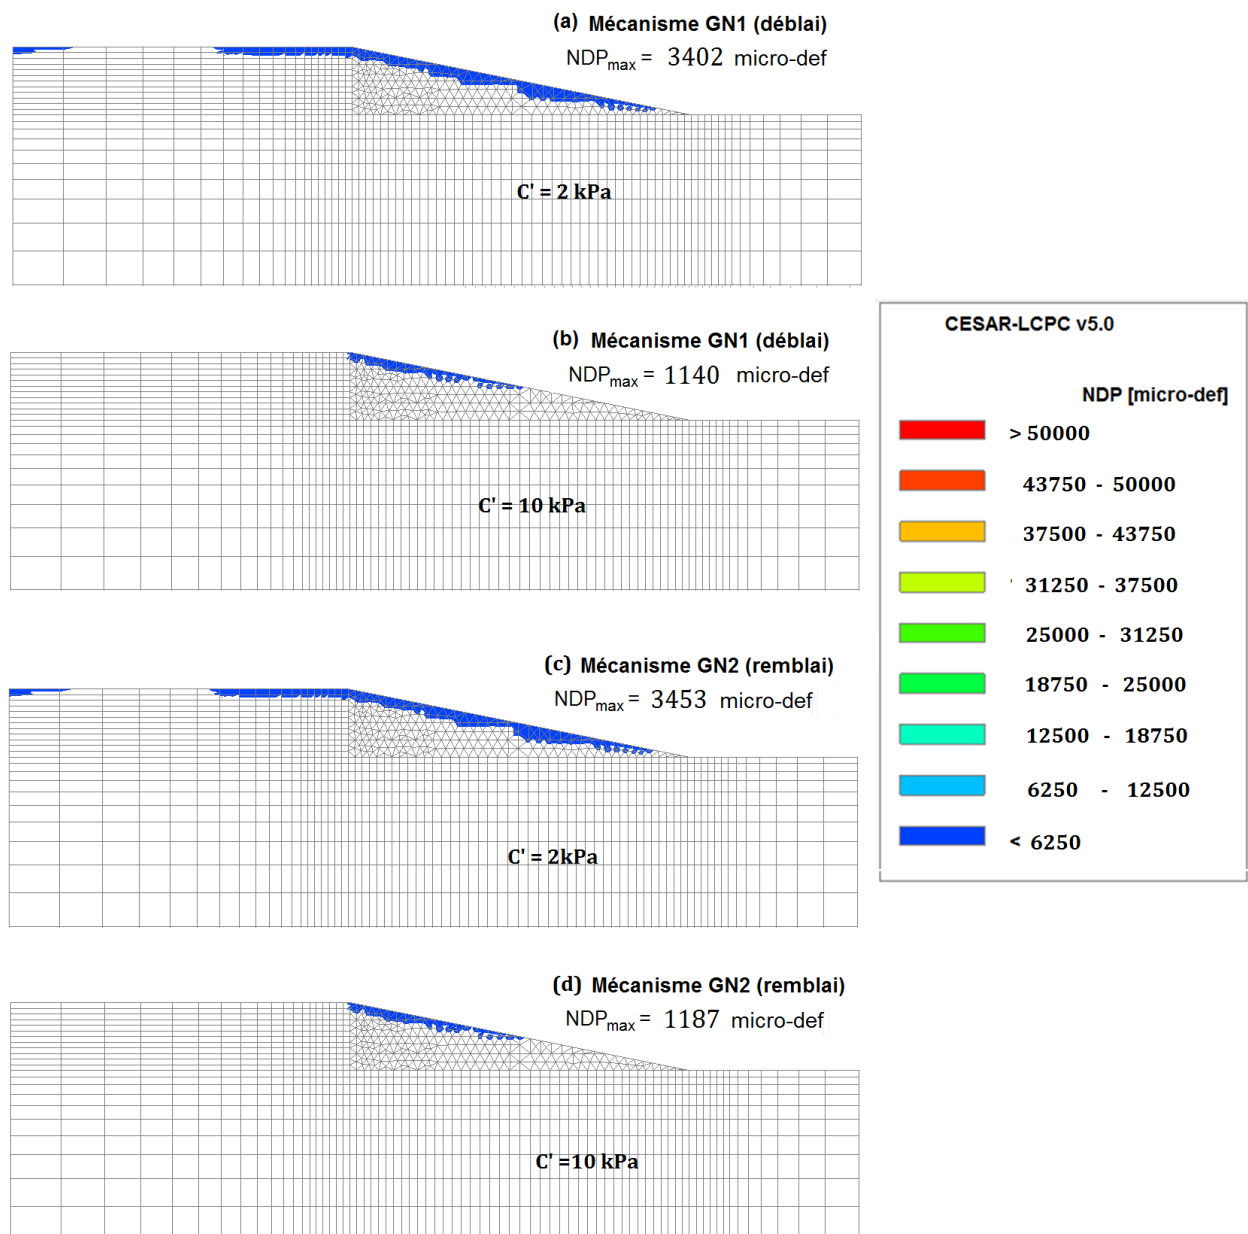 (a) Mécanisme GN1 (déblai)
NDPmax = 3402 micro-def
C' = 2 kPa
(b) Mécanisme GN1 (déblai)
NDPmax = 1140 micro-def
C' = 10 kPa
(c) Mécanisme GN2 (remblai)
NDPmax = 3453 micro-def
C' = 2kPa
(d) Mécanisme GN2 (remblai)
NDPmax = 1187 micro-def
C' =10 kPa
CESAR-LCPC v5.0
NDP [micro-def]
> 50000
43750 - 50000
37500 - 43750
31250 - 37500
25000 - 31250
18750 - 25000
12500 - 18750
6250 - 12500
< 6250